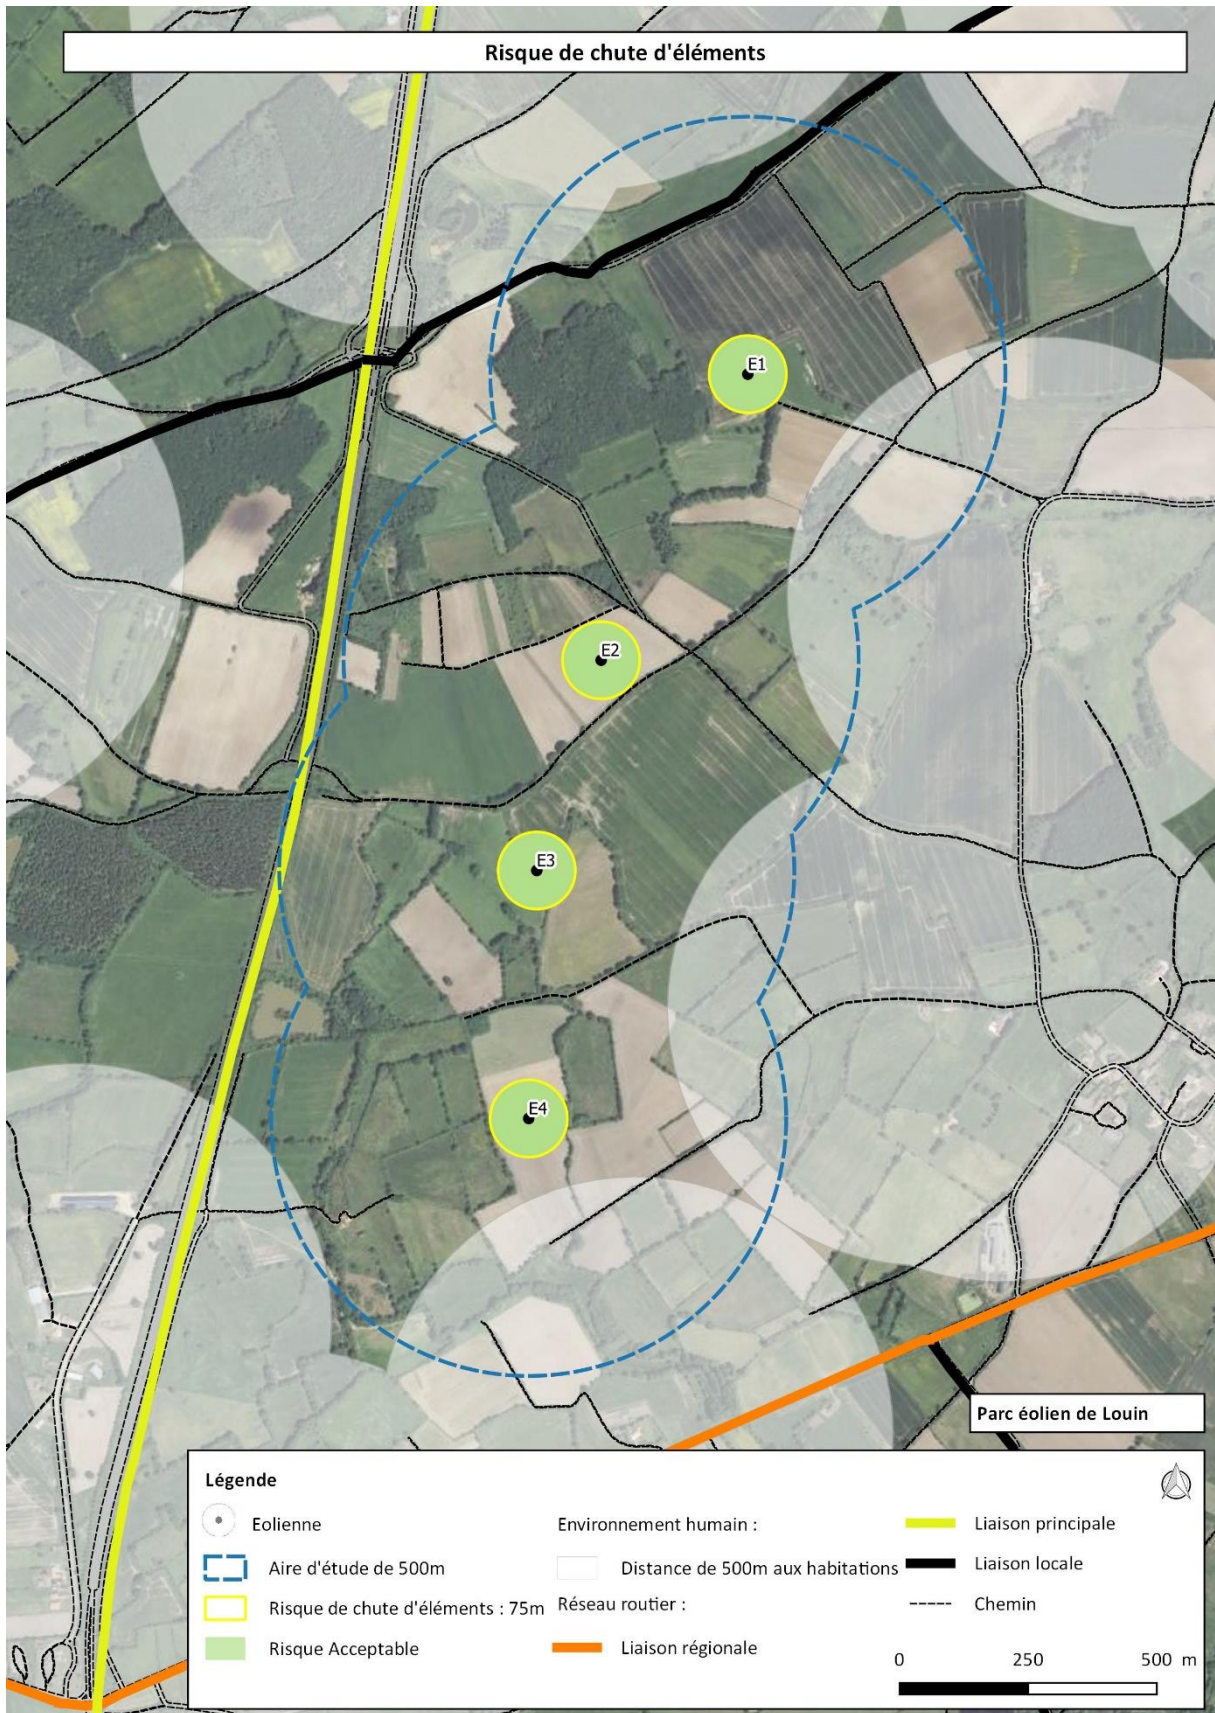 Risque de chute d'éléments
E1
E2
E3
E4
Parc éolien de Louin
Légende
Eolienne
Aire d'étude de 500m
Risque de chute d'éléments : 75m
Risque Acceptable
Environnement humain :
Distance de 500m aux habitations
Réseau routier :
Liaison régionale
Liaison principale
Liaison locale
Chemin
0 250 500 m